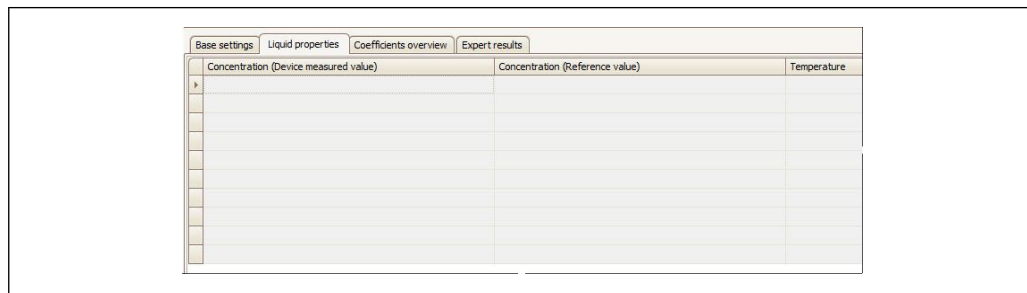 Base settings Liquid properties Coefficients overview Expert results
Concentration (Device measured value) Concentration (Reference value) Temperature